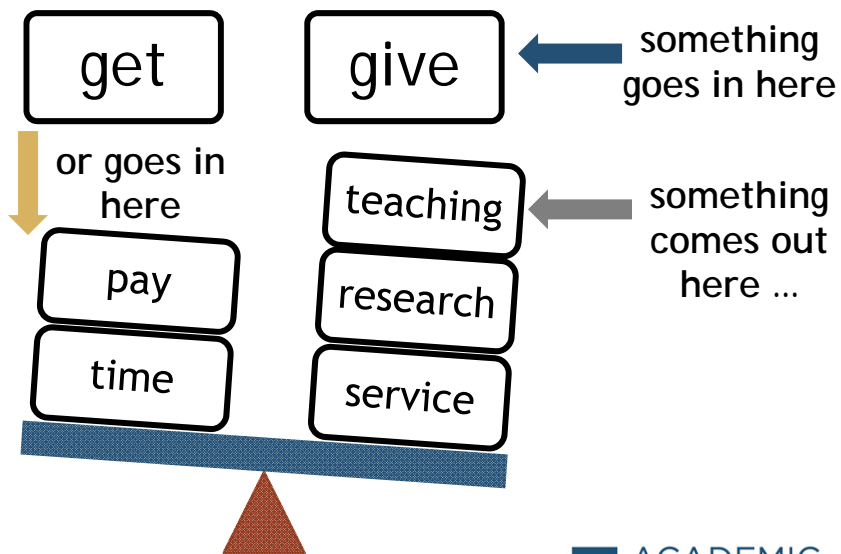 get
give
something
goes in here
or goes in
here
teaching
something
comes out
here ...
pay
research
time
service
ACADEMIC